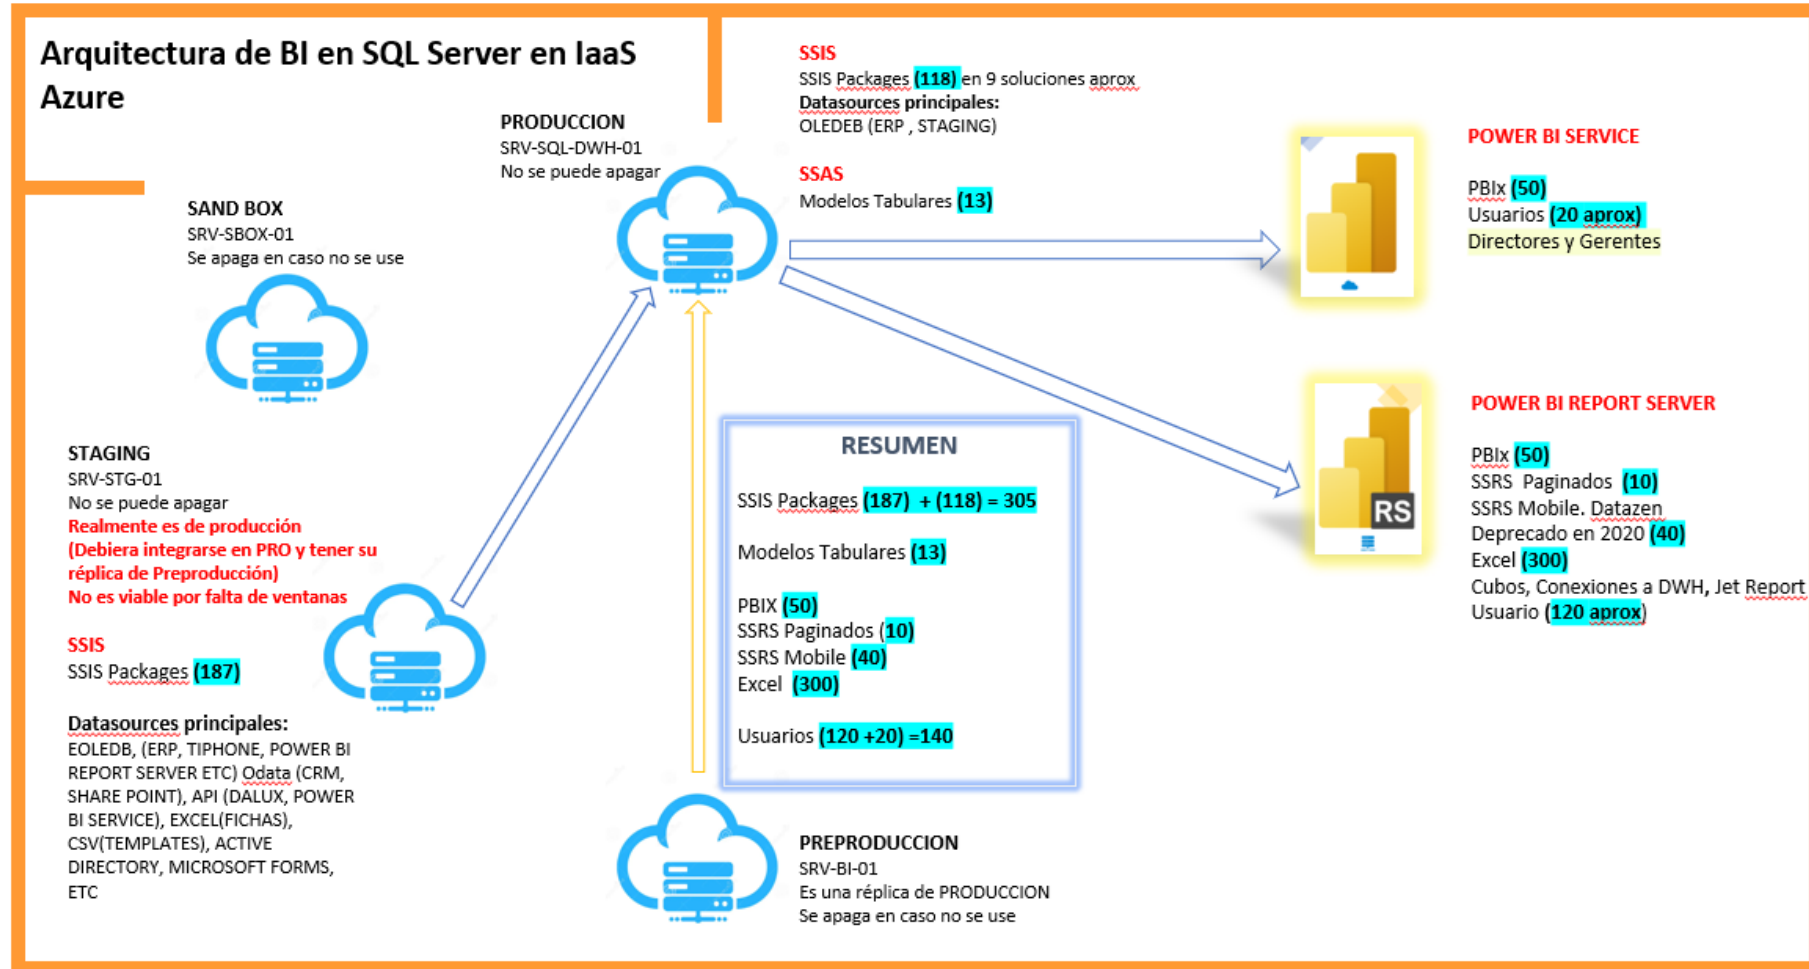 Arquitectura de BI en SQL Server en IaaS
Azure
PRODUCCION
SRV-SQL-DWH-01
No se puede apagar
SSIS
SSIS Packages (118) en 9 soluciones aprox
Datasources principales:
OLEDEB (ERP , STAGING)
SSAS
Modelos Tabulares (13)
POWER BI SERVICE
PBIx (50)
Usuarios (20 aprox)
Directores y Gerentes
SAND BOX
SRV-SBOX-01
Se apaga en caso no se use
STAGING
SRV-STG-01
No se puede apagar
Realmente es de producción
(Debiera integrarse en PRO y tener su
réplica de Preproducción)
No es viable por falta de ventanas
SSIS
SSIS Packages (187)
Datasources principales:
EOLEDB, (ERP, TIPHONE, POWER BI
REPORT SERVER ETC) Odata (CRM,
SHARE POINT), API (DALUX, POWER
BI SERVICE), EXCEL(FICHAS),
CSV(TEMPLATES), ACTIVE
DIRECTORY, MICROSOFT FORMS,
ETC
RESUMEN
SSIS Packages (187) + (118) = 305
Modelos Tabulares (13)
PBIX (50)
SSRS Paginados (10)
SSRS Mobile (40)
Excel (300)
Usuarios (120 +20) =140
RS
POWER BI REPORT SERVER
PBIx (50)
SSRS Paginados (10)
SSRS Mobile. Datazen
Deprecado en 2020 (40)
Excel (300)
Cubos, Conexiones a DWH, Jet Report
Usuario (120 aprox)
PREPRODUCCION
SRV-BI-01
Es una réplica de PRODUCCION
Se apaga en caso no se use